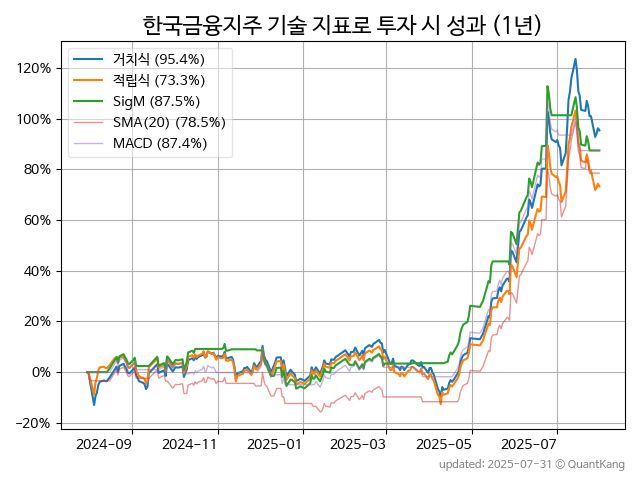 한국금융지주 기술 지표로 투자 시 성과 (1년)
거치식 (95.4%)
적립식 (73.3%)
SigM (87.5%)
SMA(20) (78.5%)
MACD (87.4%)
120%
100%
80%
60%
40%
20%
0%
−20%
2024-09 2024-11 2025-01 2025-03 2025-05 2025-07
updated: 2025-07-31 © QuantKang